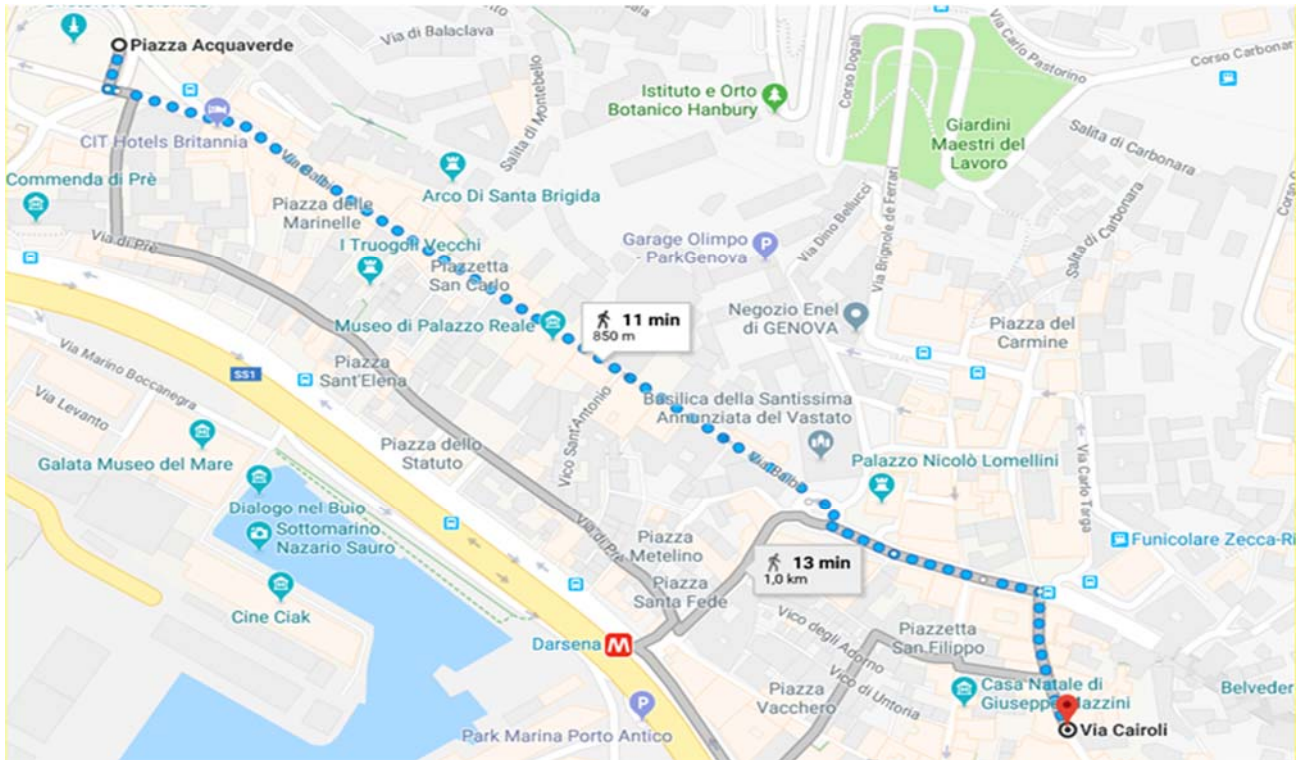 Piazza Acquaverde
Via di Balaclava
Via Carlo Pastorino
Corso Carbonar
Corso Dogali
Istituto e Orto
Botanico Hanbury
Salita di Montebello
Giardini
Maestri del
Lavoro
Salita di Carbonara
CIT Hotels Britannia
Via Balbi
Commenda di Prè
Arco Di Santa Brigida
Piazza delle
Marinelle
Via di Prè
I Truogoli Vecchi
Piazzetta
San Carlo
Garage Olimpo
- ParkGenova
Via Dino Bellucci
Via Brignole de Ferrari
Salita di Carbonara
Negozio Enel
di GENOVA
Piazza del
Carmine
Museo di Palazzo Reale
11 min
850 m
Via Marino Boccanegra
SS1
Piazza
Sant'Elena
Via Levanto
Basilica della Santissima
Annunziata del Vastato
Vico Sant'Antonio
Piazza dello
Statuto
Galata Museo del Mare
Via Balbi
Palazzo Nicolò Lomellini
Via Carlo Targa
Dialogo nel Buio
Sottomarino
Nazario Sauro
Via di Prè
Piazza
Metelino
Funicolare Zecca-Ri
13 min
1,0 km
Piazza
Santa Fede
Cine Ciak
Darsena
Vico degli Adorno
Piazzetta
San Filippo
Vico di Untoria
Piazza
Vacchero
Casa Natale di
Giuseppe Mazzini
Belveder
P
Park Marina Porto Antico
Via Cairoli